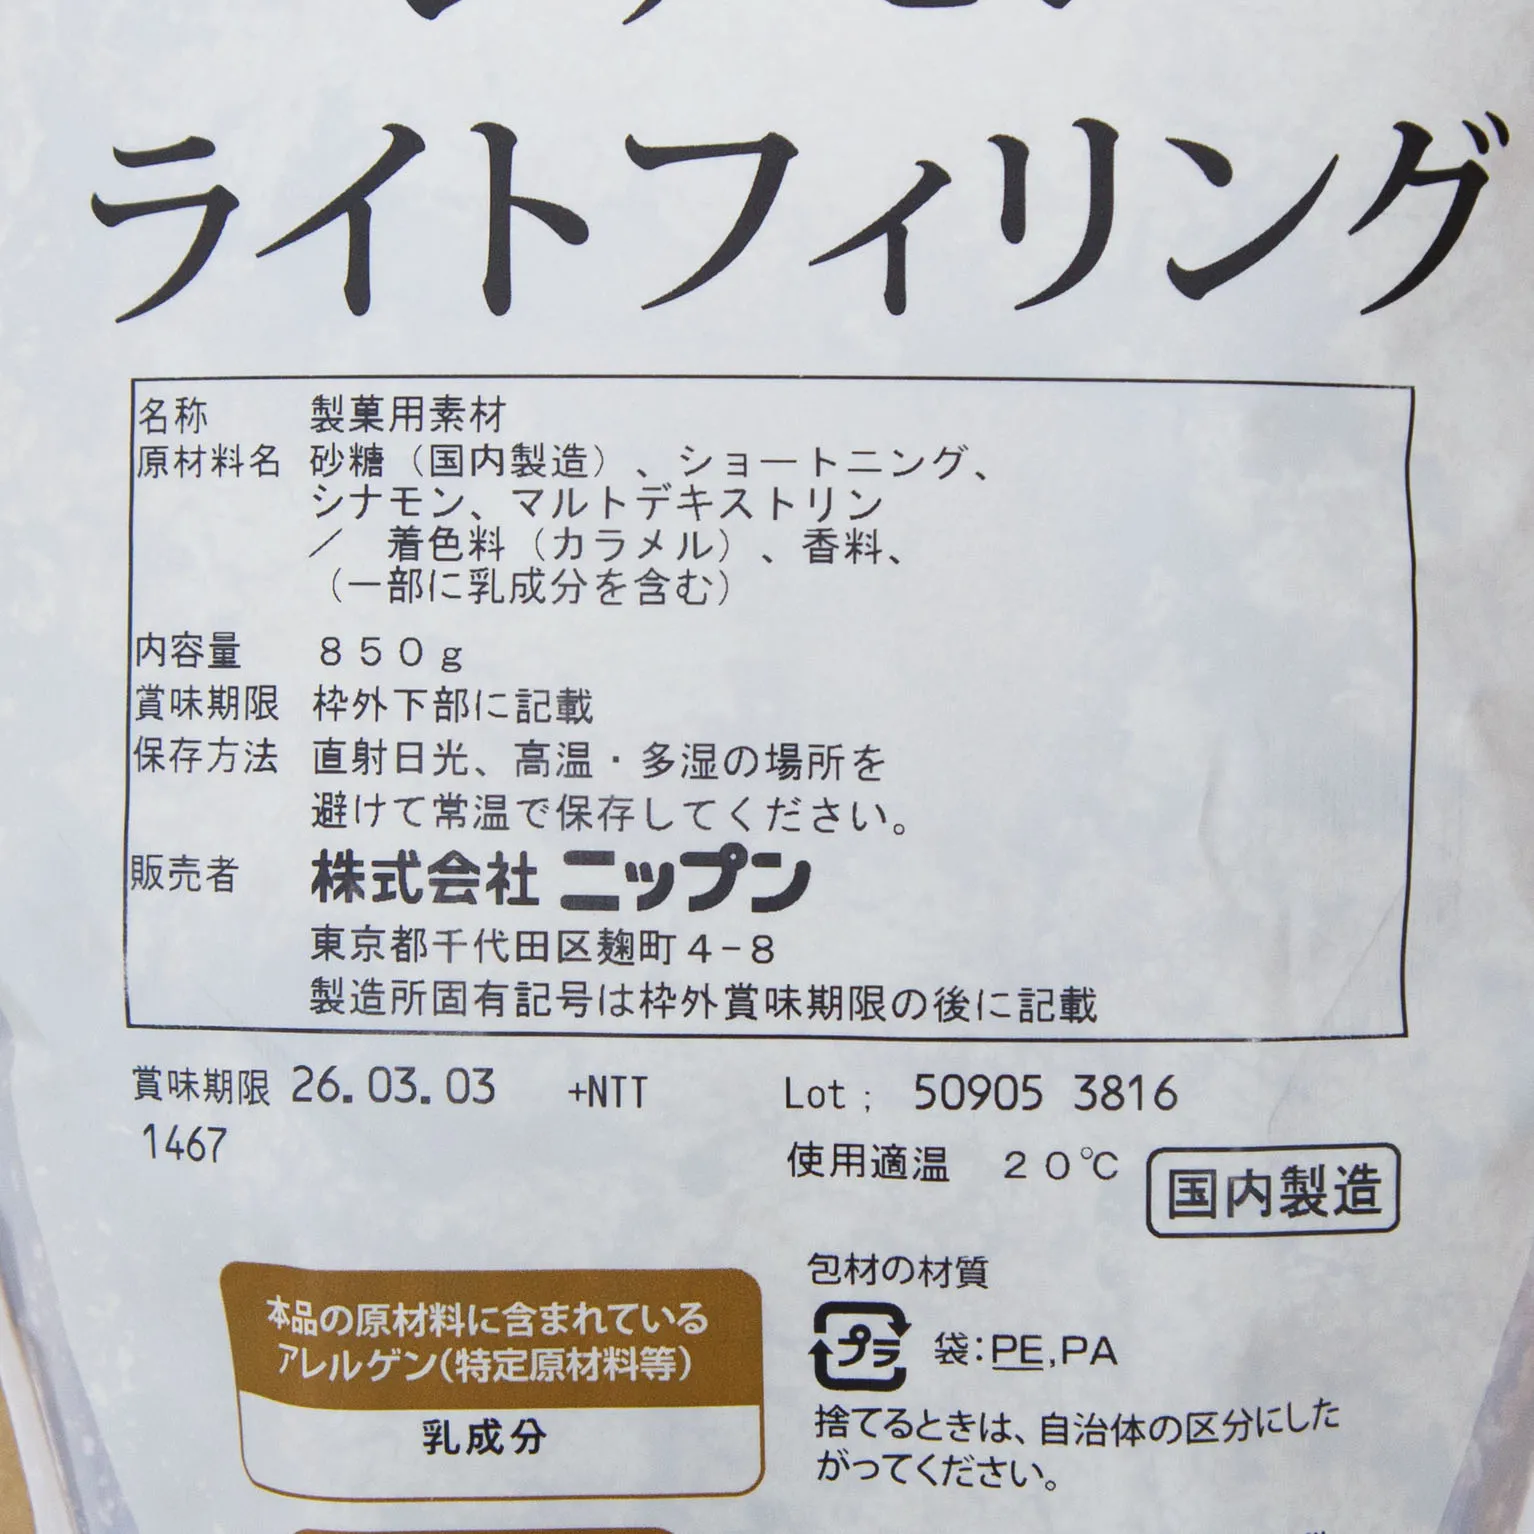 ライトフィリング
名称 製菓用素材
原材料名 砂糖（国内製造）、ショートニング、
シナモン、マルトデキストリン
／ 着色料（カラメル）、香料、
（一部に乳成分を含む）
内容量 850g
賞味期限 枠外下部に記載
保存方法 直射日光、高温・多湿の場所を
避けて常温で保存してください。
販売者 株式会社 ニップン
東京都千代田区麹町4-8
製造所固有記号は枠外賞味期限の後に記載
賞味期限 26.03.03 +NTT Lot; 50905 3816
1467
使用適温 20℃
国内製造
本品の原材料に含まれている
アレルゲン(特定原材料等)
乳成分
包材の材質
プラ 袋:PE,PA
捨てるときは、自治体の区分にした
がってください。